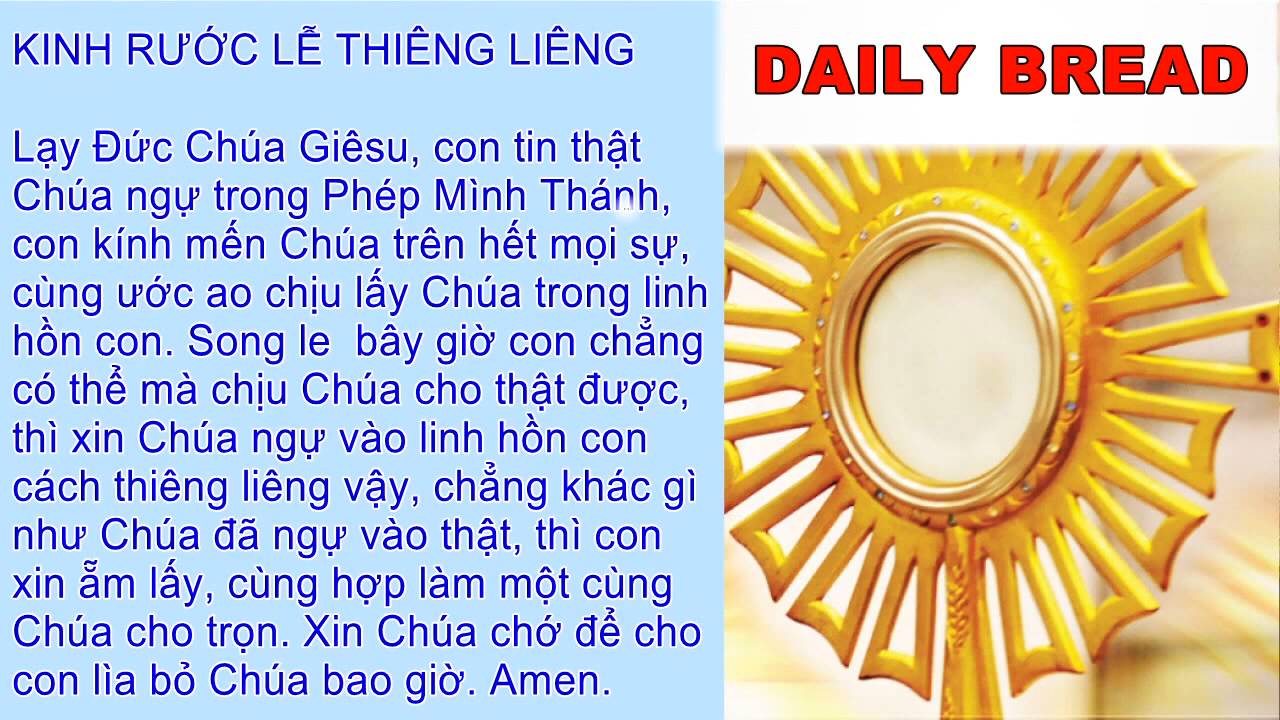 KINH RƯỚC LỄ THIÊNG LIÊNG
Lạy Đức Chúa Giêsu, con tin thật
Chúa ngự trong Phép Mình Thánh,
con kính mến Chúa trên hết mọi sự,
cùng ước ao chịu lấy Chúa trong linh
hồn con. Song le  bây giờ con chẳng
có thể mà chịu Chúa cho thật được,
thì xin Chúa ngự vào linh hồn con
cách thiêng liêng vậy, chẳng khác gì
như Chúa đã ngự vào thật, thì con
xin ẵm lấy, cùng hợp làm một cùng
Chúa cho trọn. Xin Chúa chớ để cho
con lìa bỏ Chúa bao giờ. Amen.
DAILY BREAD